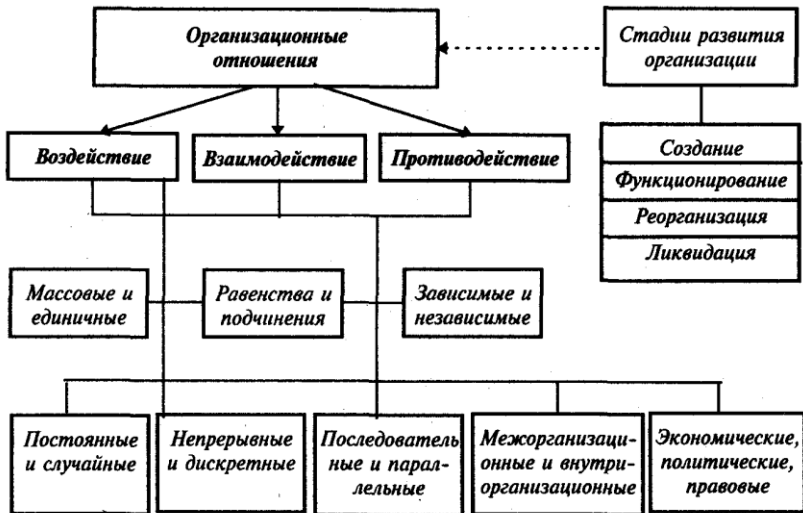 Организационные
отношения
Стадии развития
организации
Воздействие
Взаимодействие
Противодействие
Создание
Функционирование
Реорганизация
Ликвидация
Массовые и
единичные
Равенства и
подчинения
Зависимые и
независимые
Постоянные
и случайные
Непрерывные
и дискретные
Последователь
ные и парал-
лельные
Межорганизаци-
онные и внутри-
организационные
Экономические,
политические,
правовые